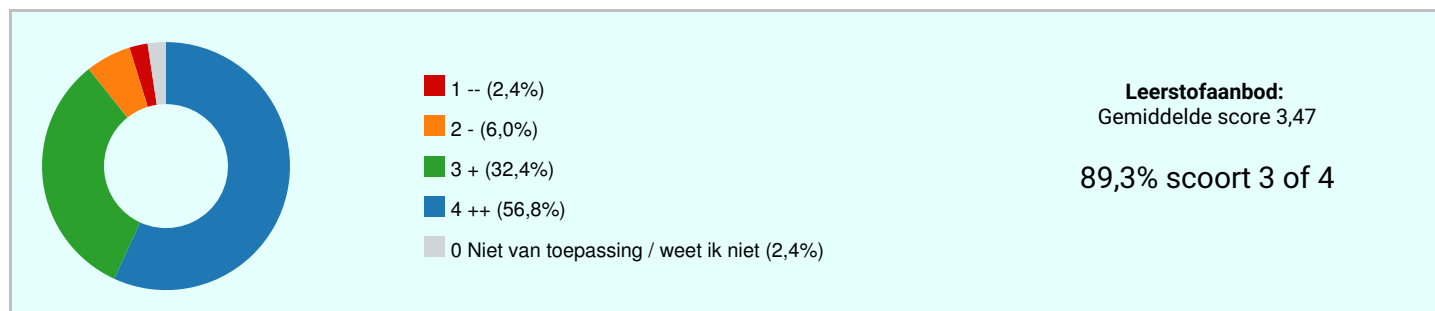 1 -- (2,4%)
2 - (6,0%)
3 + (32,4%)
4 ++ (56,8%)
0 Niet van toepassing / weet ik niet (2,4%)
Leerstofaanbod:
Gemiddelde score 3,47
89,3% scoort 3 of 4